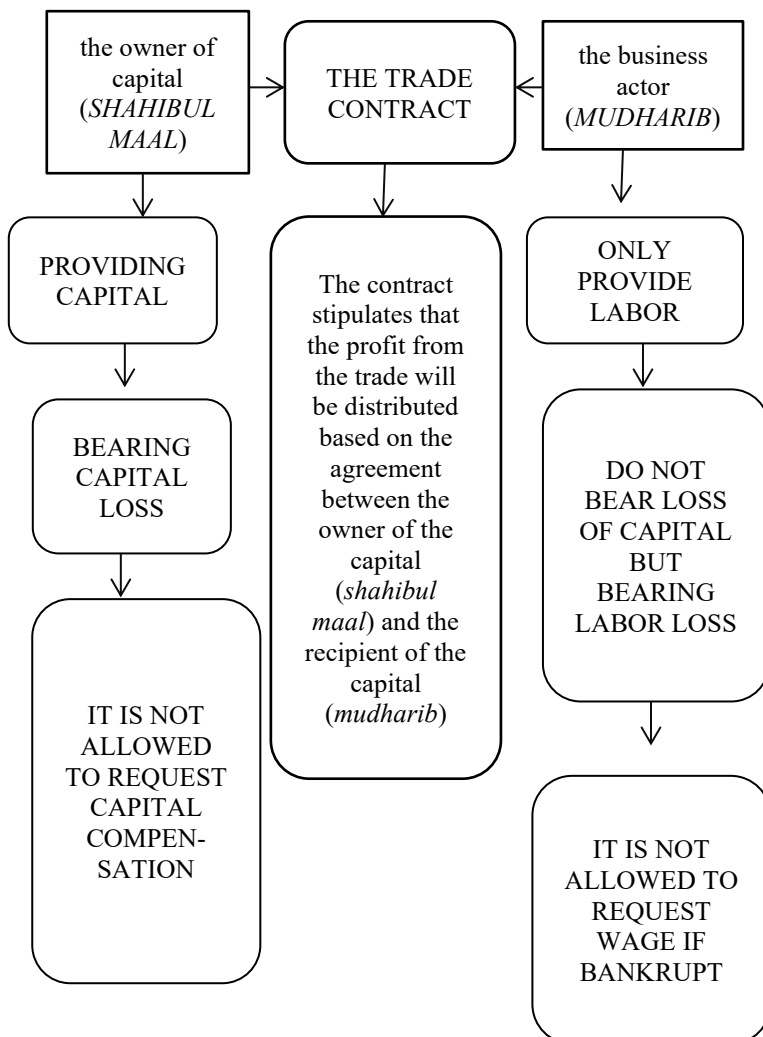 the owner of
capital
(SHAHIBUL
MAAL)
THE TRADE
CONTRACT
the business
actor
(MUDHARIB)
PROVIDING
CAPITAL
BEARING
CAPITAL
LOSS
IT IS NOT
ALLOWED
TO REQUEST
CAPITAL
COMPEN-
SATION
The contract
stipulates that
the profit from
the trade will
be distributed
based on the
agreement
between the
owner of the
capital
(shahibul
maal) and the
recipient of the
capital
(mudharib)
ONLY
PROVIDE
LABOR
DO NOT
BEAR LOSS
OF CAPITAL
BUT
BEARING
LABOR LOSS
IT IS NOT
ALLOWED TO
REQUEST
WAGE IF
BANKRUPT